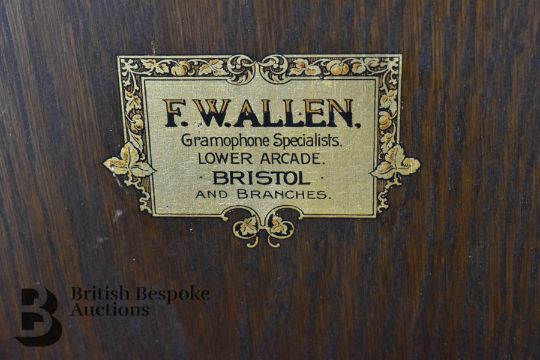 F. W. ALLEN.
Gramophone Specialists.
LOWER ARCADE.
· BRISTOL ·
AND BRANCHES.
B
British Bespoke
Auctions